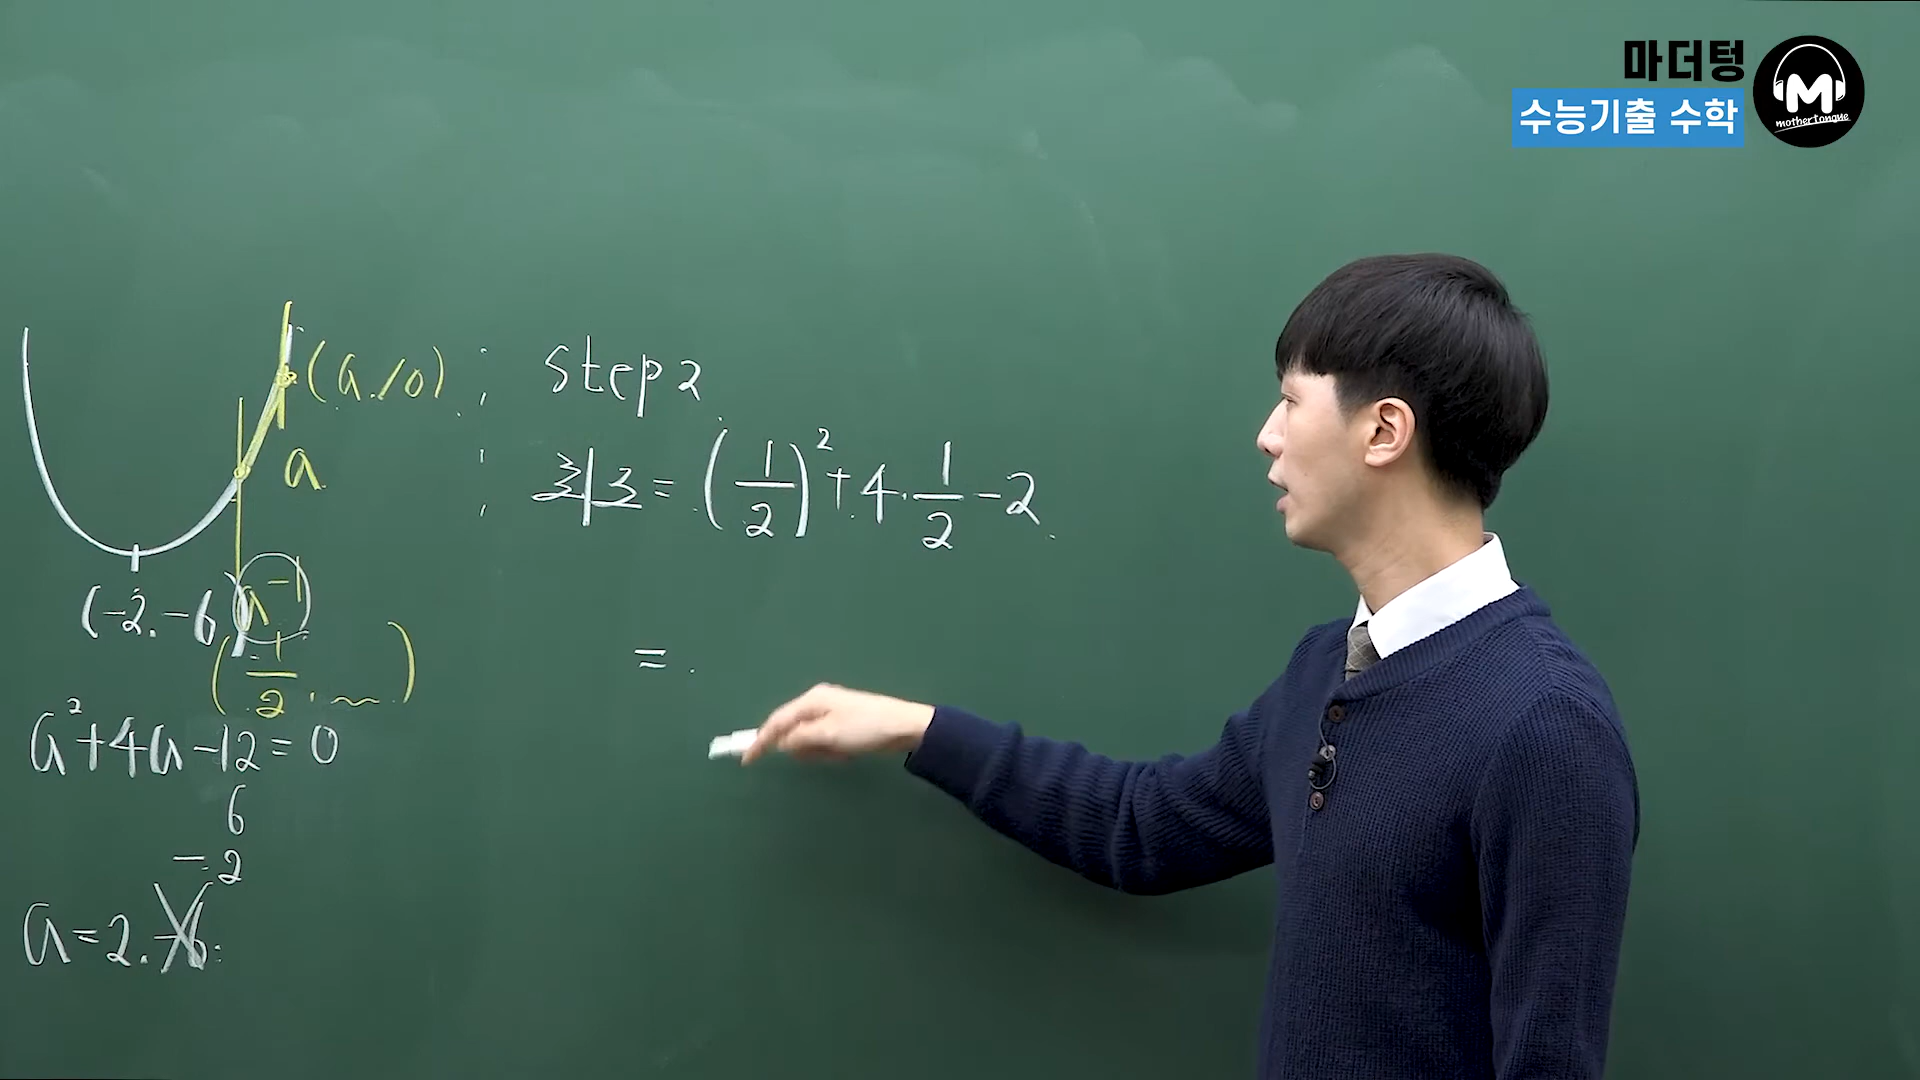 마더텅
수능기출 수학
M
mothertongue
(a, 10)
a
(-2, -6)
a⁻¹
(1/2, ~)
a²+4a-12=0
6
-2
a=2, -6
step2
최소 = (1/2)² + 4·1/2 - 2
=